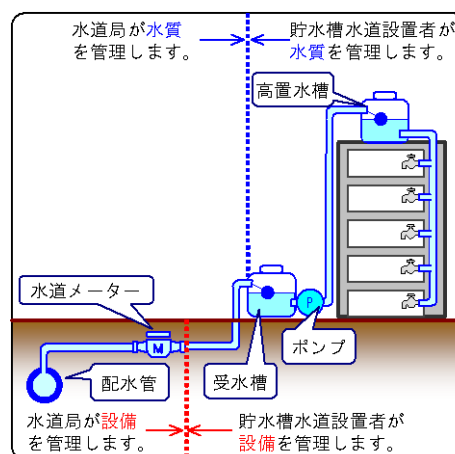 水道局が水質
を管理します。
貯水槽水道設置者が
水質を管理します。
高置水槽
水道メーター
P
ポンプ
M
配水管
受水槽
水道局が設備
を管理します。
貯水槽水道設置者が
設備を管理します。